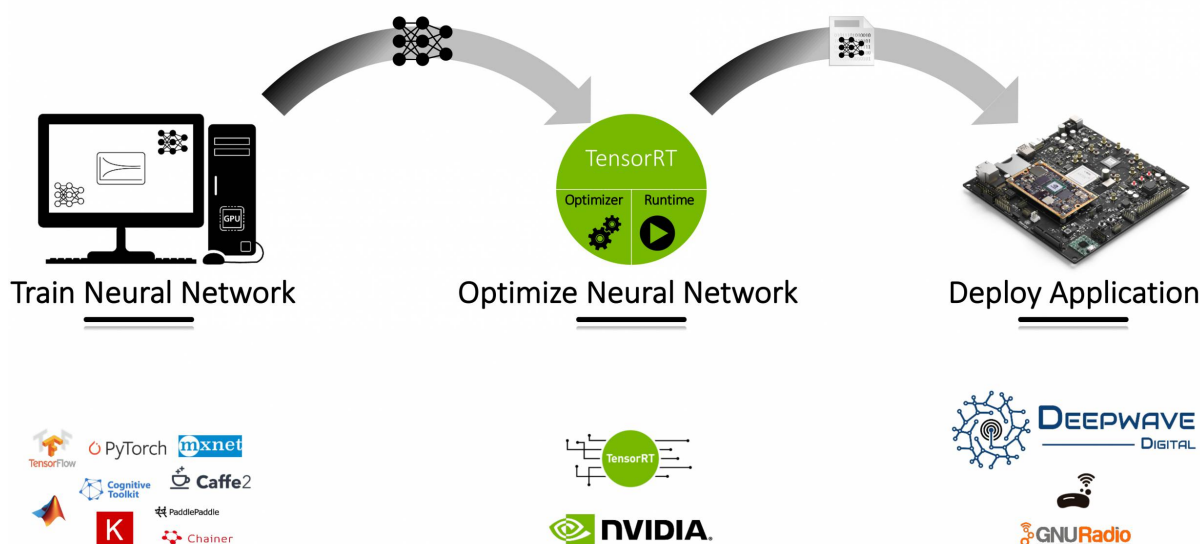 GPU
TensorRT
Optimizer Runtime
Train Neural Network
Optimize Neural Network
Deploy Application
TensorFlow
PyTorch
mxnet
Cognitive
Toolkit
Caffe2
PaddlePaddle
K
Chainer
TensorRT
NVIDIA.
DEEPWAVE
DIGITAL
GNURadio